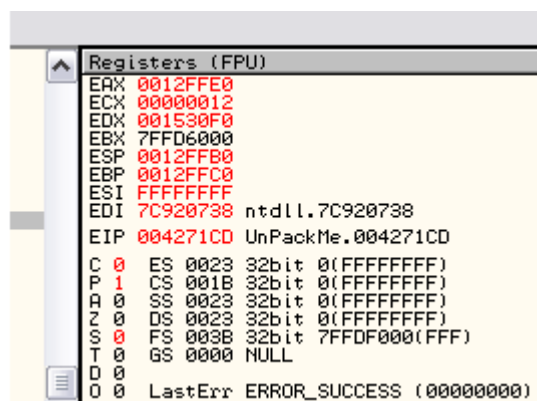 Registers (FPU)
EAX 0012FFE0
ECX 00000012
EDX 001530F0
EBX 7FFD6000
ESP 0012FFB0
EBP 0012FFC0
ESI FFFFFFFF
EDI 7C920738 ntdll.7C920738
EIP 004271CD UnPackMe.004271CD
C 0 ES 0023 32bit 0(FFFFFFFF)
P 1 CS 001B 32bit 0(FFFFFFFF)
A 0 SS 0023 32bit 0(FFFFFFFF)
Z 0 DS 0023 32bit 0(FFFFFFFF)
S 0 FS 003B 32bit 7FFDF000(FFF)
T 0 GS 0000 NULL
D 0
O 0 LastErr ERROR_SUCCESS (00000000)